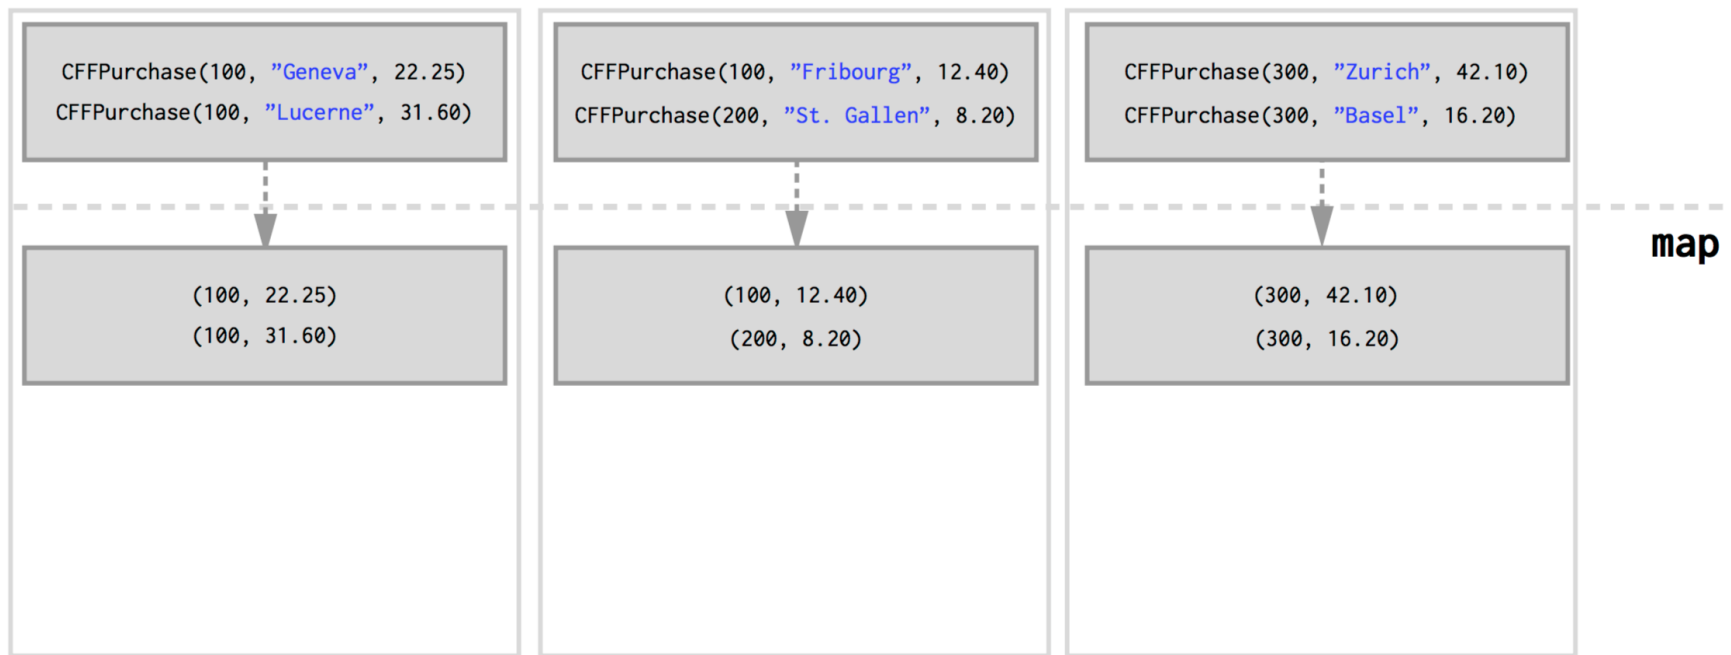 CFFPurchase(100, ”Geneva”, 22.25)
CFFPurchase(100, ”Lucerne”, 31.60)
CFFPurchase(100, ”Fribourg”, 12.40)
CFFPurchase(200, ”St. Gallen”, 8.20)
CFFPurchase(300, ”Zurich”, 42.10)
CFFPurchase(300, ”Basel”, 16.20)
map
(100, 22.25)
(100, 31.60)
(100, 12.40)
(200, 8.20)
(300, 42.10)
(300, 16.20)